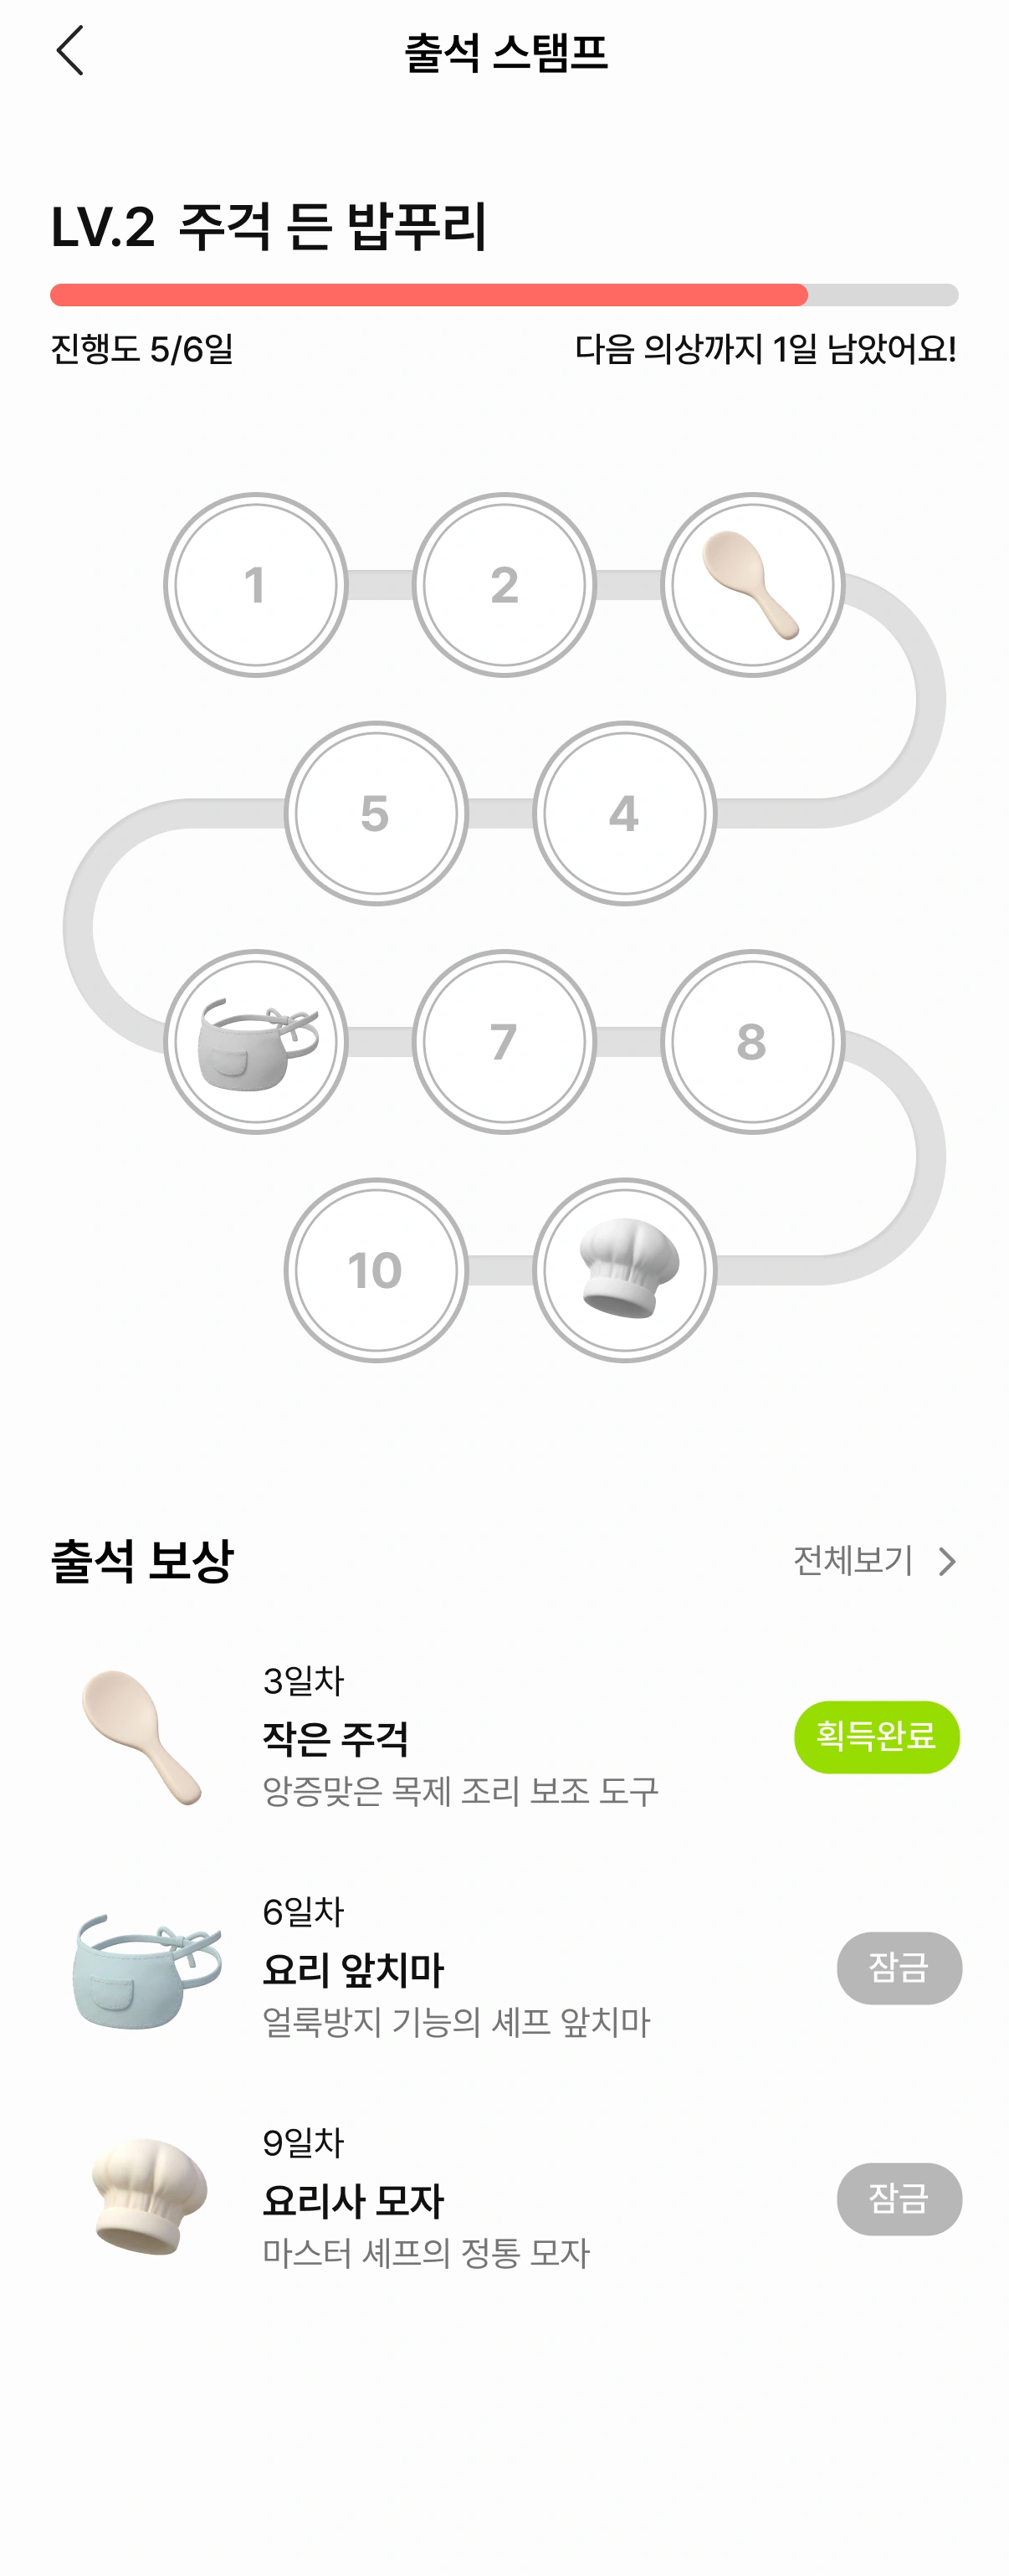 출석 스탬프
LV.2 주걱 든 밥푸리
진행도 5/6일
다음 의상까지 1일 남았어요!
1
2
5
4
7
8
10
출석 보상
전체보기
3일차
작은 주걱
앙증맞은 목제 조리 보조 도구
획득완료
6일차
요리 앞치마
얼룩방지 기능의 셰프 앞치마
잠금
9일차
요리사 모자
마스터 셰프의 정통 모자
잠금